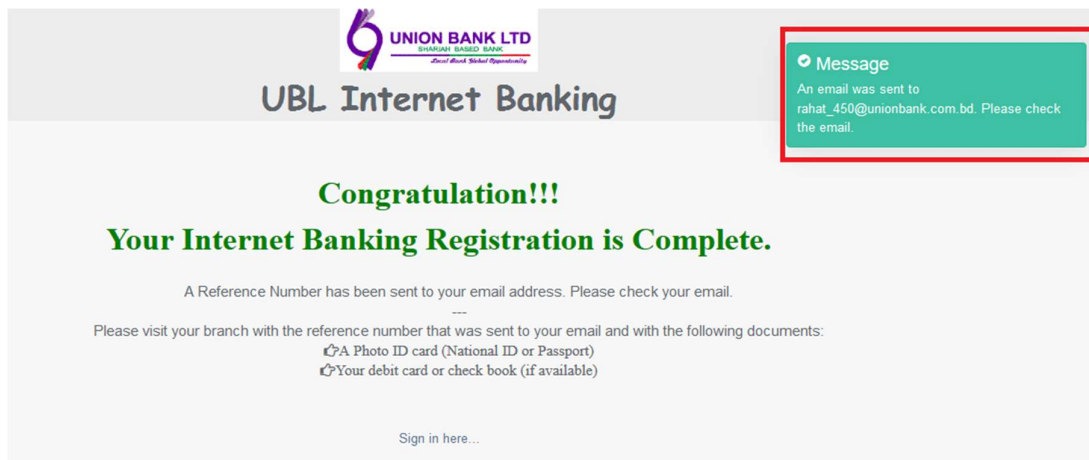 UNION BANK LTD
SHARIAH BASED BANK
Local Bank Global Opportunity
UBL Internet Banking
Message
An email was sent to
rahat_450@unionbank.com.bd. Please check
the email.
Congratulation!!!
Your Internet Banking Registration is Complete.
A Reference Number has been sent to your email address. Please check your email.
---
Please visit your branch with the reference number that was sent to your email and with the following documents:
A Photo ID card (National ID or Passport)
Your debit card or check book (if available)
Sign in here...